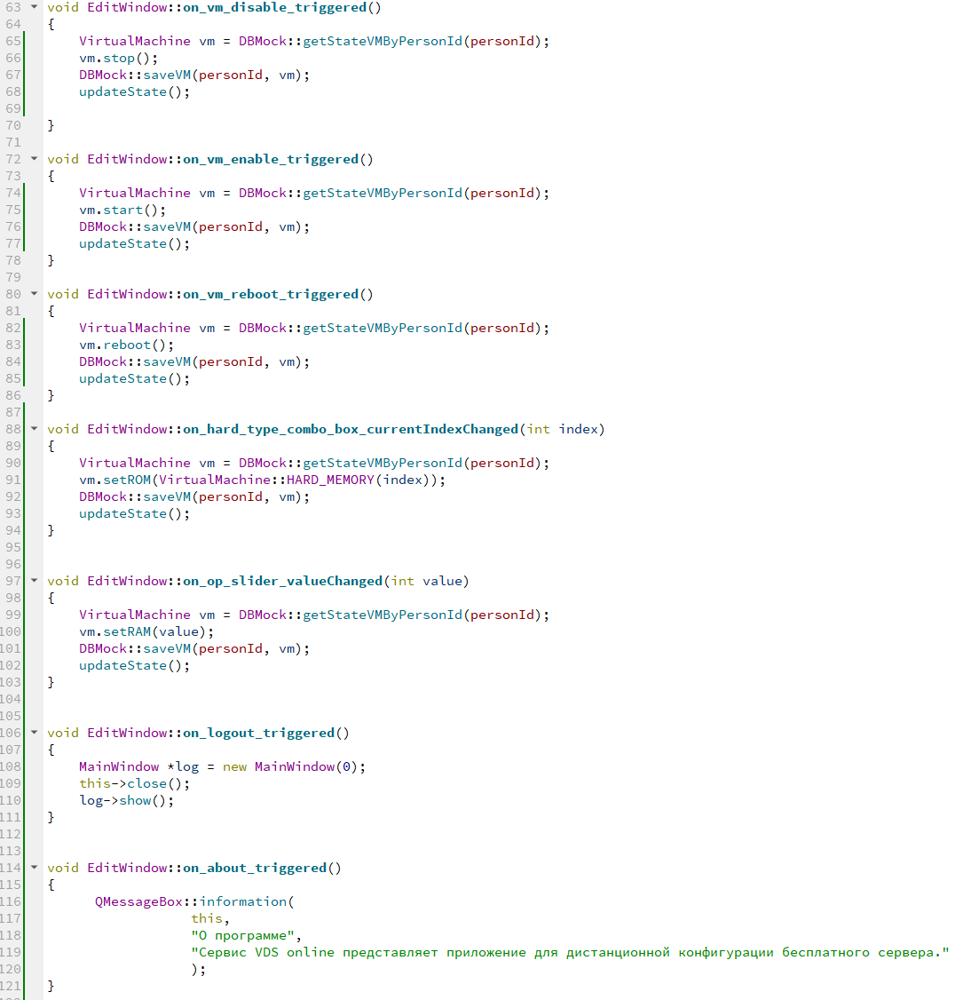 63 void EditWindow::on_vm_disable_triggered()
64 {
65 VirtualMachine vm = DBMock::getStateVMByPersonId(personId);
66 vm.stop();
67 DBMock::saveVM(personId, vm);
68 updateState();
69
70 }
71
72 void EditWindow::on_vm_enable_triggered()
73 {
74 VirtualMachine vm = DBMock::getStateVMByPersonId(personId);
75 vm.start();
76 DBMock::saveVM(personId, vm);
77 updateState();
78 }
79
80 void EditWindow::on_vm_reboot_triggered()
81 {
82 VirtualMachine vm = DBMock::getStateVMByPersonId(personId);
83 vm.reboot();
84 DBMock::saveVM(personId, vm);
85 updateState();
86 }
87
88 void EditWindow::on_hard_type_combo_box_currentIndexChanged(int index)
89 {
90 VirtualMachine vm = DBMock::getStateVMByPersonId(personId);
91 vm.setROM(VirtualMachine::HARD_MEMORY(index));
92 DBMock::saveVM(personId, vm);
93 updateState();
94 }
95
96
97 void EditWindow::on_op_slider_valueChanged(int value)
98 {
99 VirtualMachine vm = DBMock::getStateVMByPersonId(personId);
100 vm.setRAM(value);
101 DBMock::saveVM(personId, vm);
102 updateState();
103 }
104
105
106 void EditWindow::on_logout_triggered()
107 {
108 MainWindow *log = new MainWindow(0);
109 this->close();
110 log->show();
111 }
112
113
114 void EditWindow::on_about_triggered()
115 {
116 QMessageBox::information(
117 this,
118 "О программе",
119 "Сервис VDS online представляет приложение для дистанционной конфигурации бесплатного сервера."
120 );
121 }